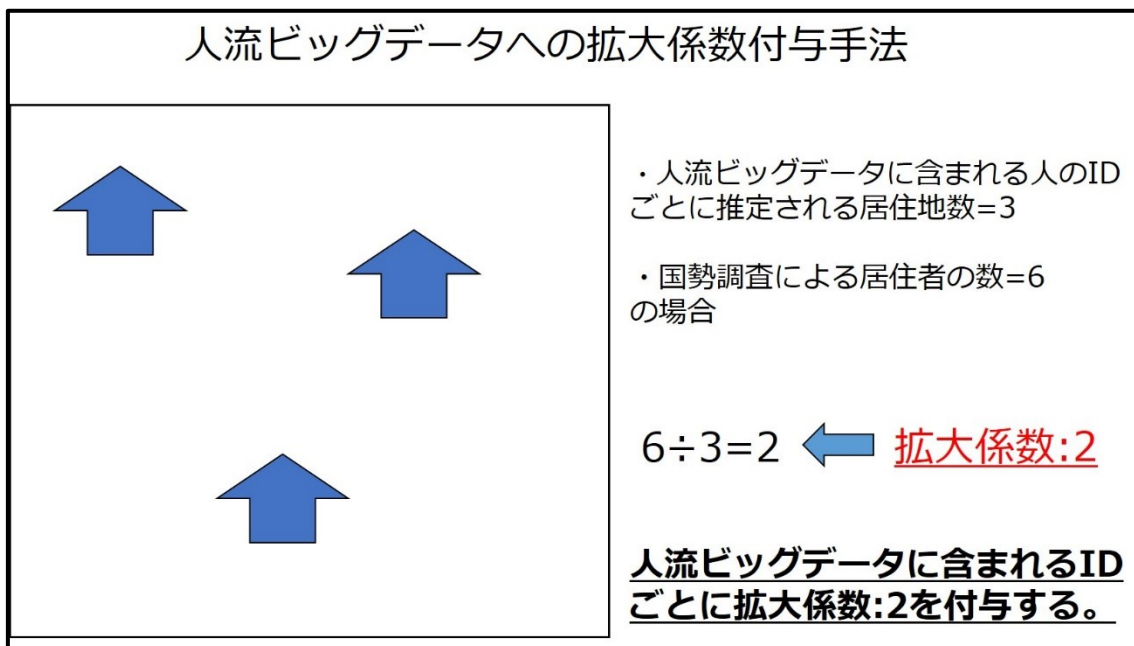 人流ビッグデータへの拡大係数付与手法
・人流ビッグデータに含まれる人のID
ごとに推定される居住地数=3
・国勢調査による居住者の数=6
の場合
6÷3=2 拡大係数:2
人流ビッグデータに含まれるID
ごとに拡大係数:2を付与する。